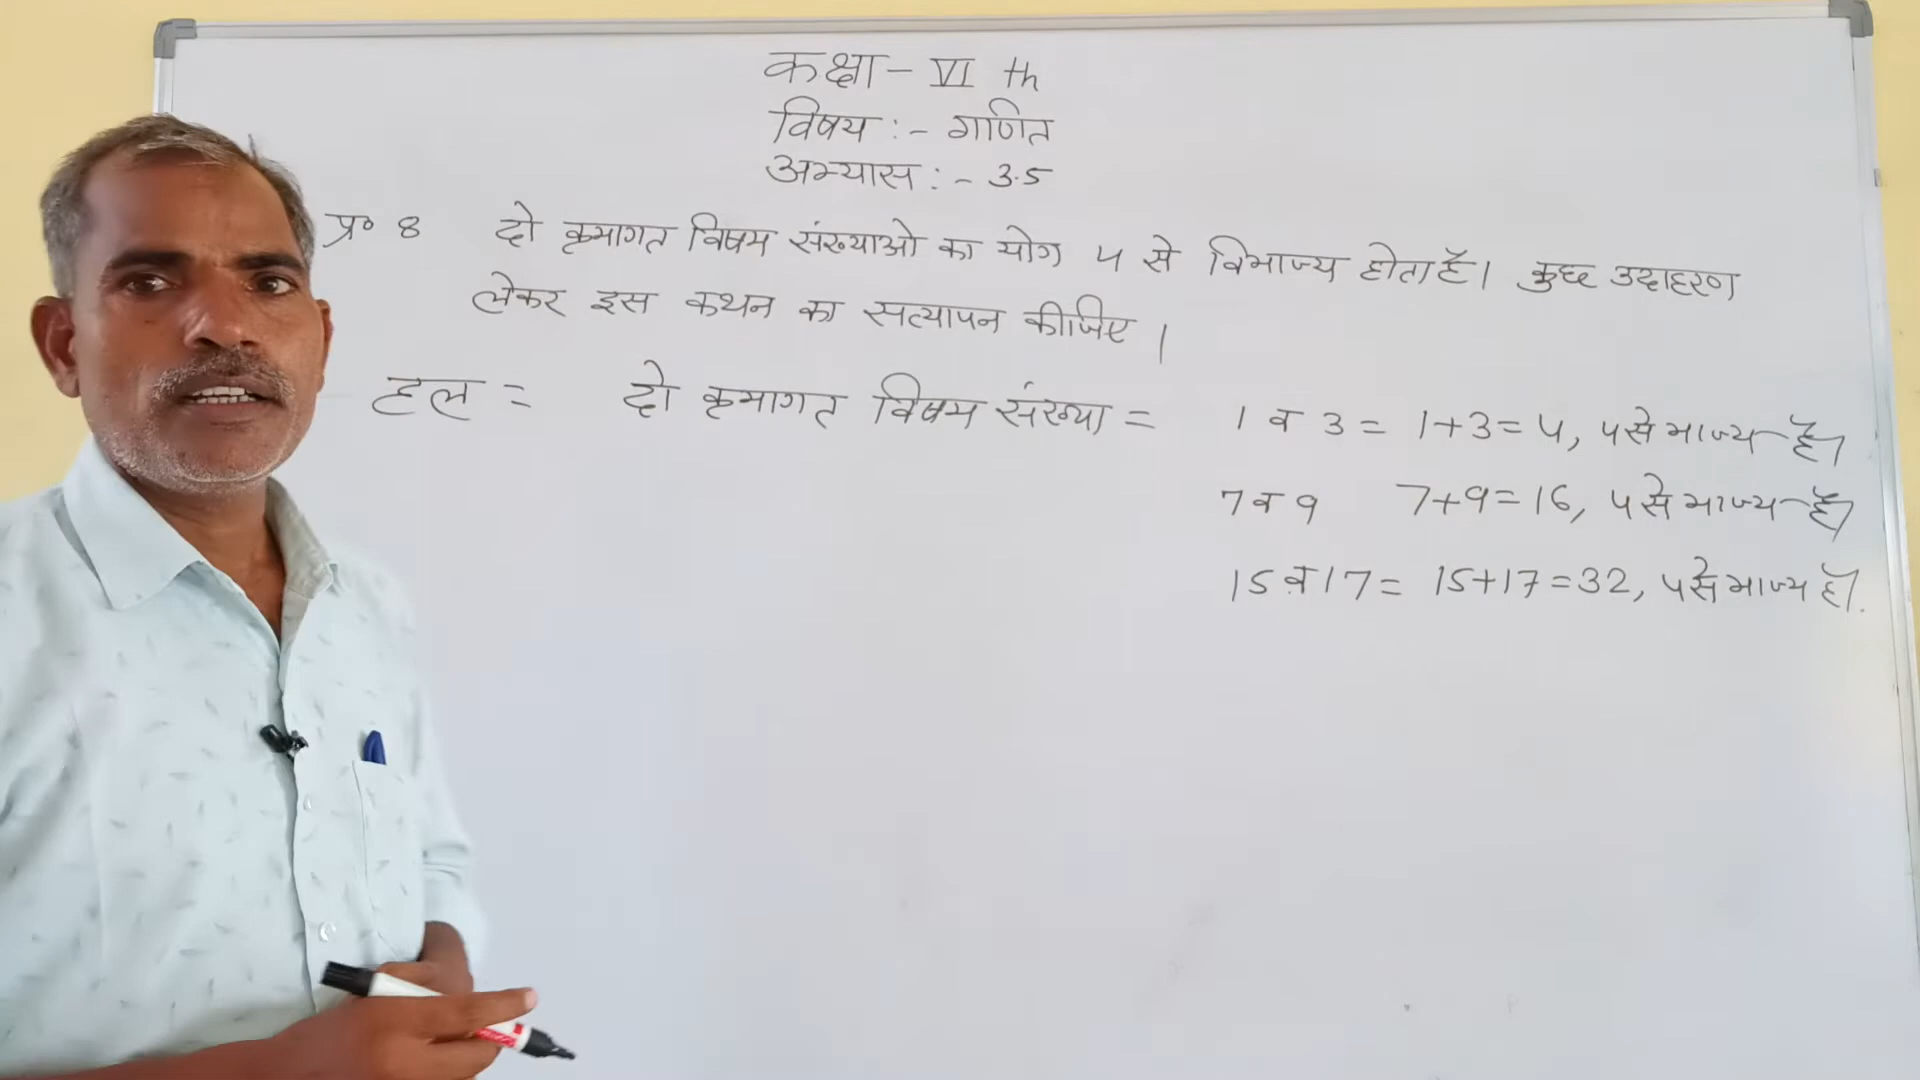 कक्षा - VI th
विषय :- गणित
अभ्यास :- 3.5
प्र० 8 दो क्रमागत विषम संख्याओ का योग 4 से विभाज्य होता है। कुछ उदाहरण
लेकर इस कथन का सत्यापन कीजिए।
हल = दो क्रमागत विषम संख्या = 1 व 3 = 1+3=4, 4 से भाज्य है।
7 व 9 7+9=16, 4 से भाज्य है।
15 व 17 = 15+17=32, 4 से भाज्य है।